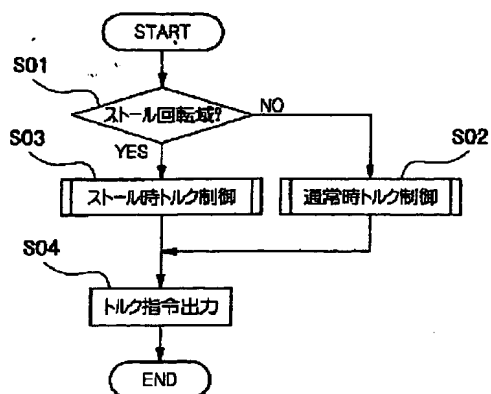 START
S01
ストール回転域?
NO
S03
YES
S02
ストール時トルク制御
通常時トルク制御
S04
トルク指令出力
END